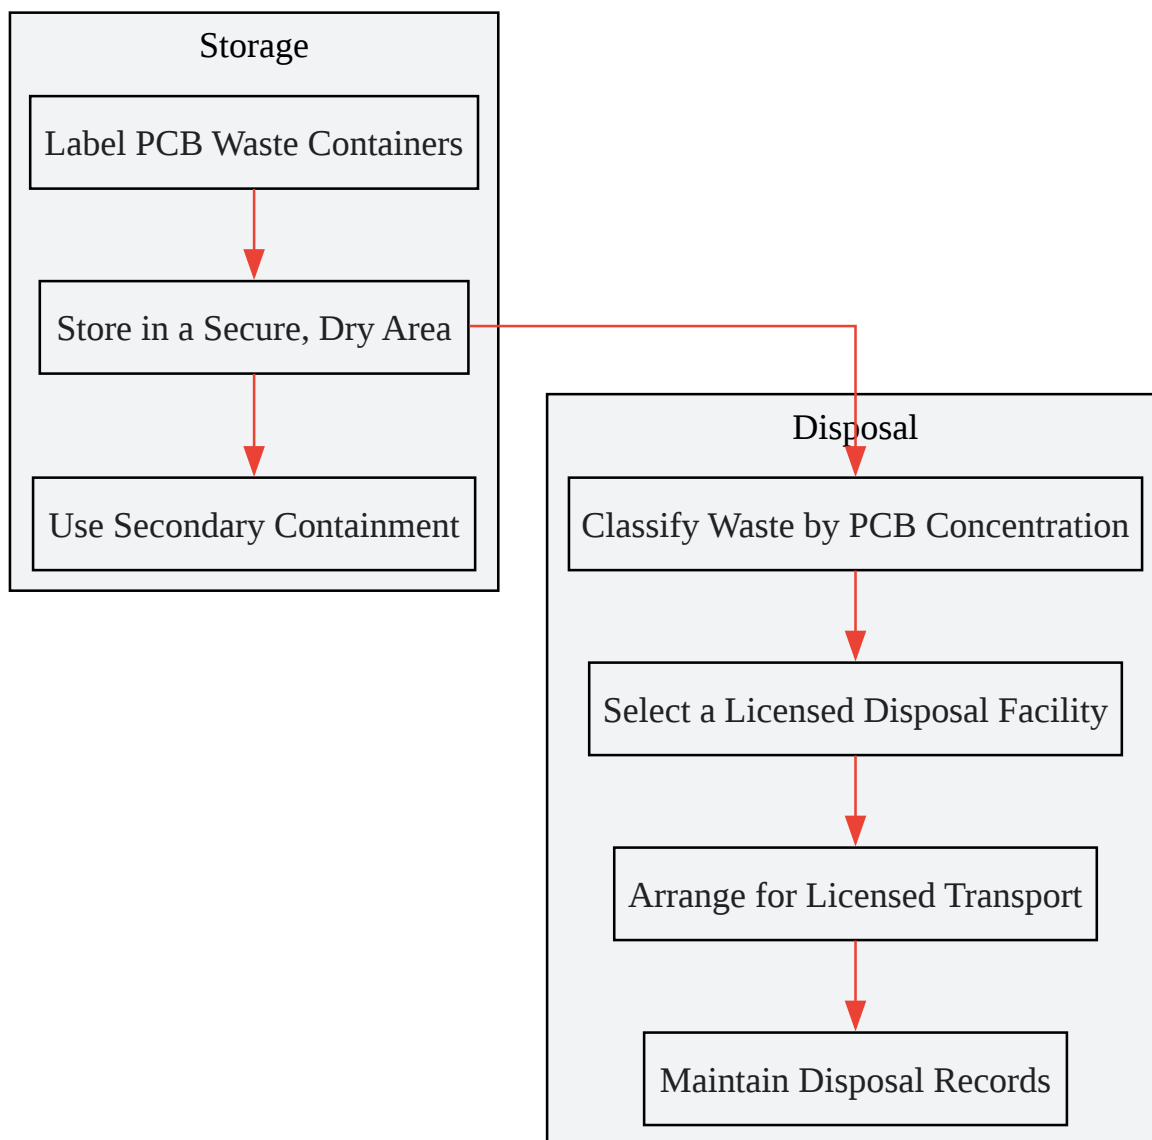 Storage
Label PCB Waste Containers
Store in a Secure, Dry Area
Use Secondary Containment
Disposal
Classify Waste by PCB Concentration
Select a Licensed Disposal Facility
Arrange for Licensed Transport
Maintain Disposal Records